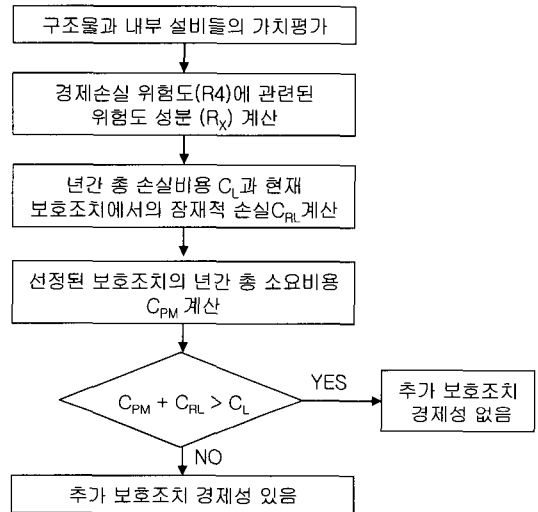 구조물과 내부 설비들의 가치평가
경제손실 위험도(R4)에 관련된
위험도 성분 (RX) 계산
년간 총 손실비용 CL과 현재
보호조치에서의 잠재적 손실CRL계산
선정된 보호조치의 년간 총 소요비용
CPM 계산
CPM + CRL > CL
YES
추가 보호조치
경제성 없음
NO
추가 보호조치 경제성 있음